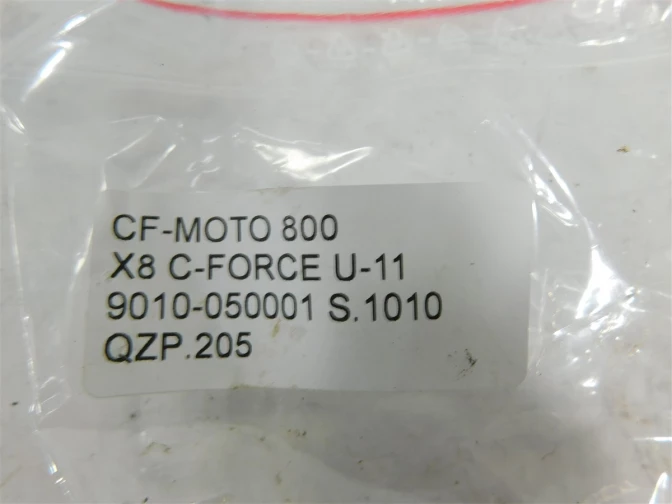 CF-MOTO 800
X8 C-FORCE U-11
9010-050001 S.1010
QZP.205